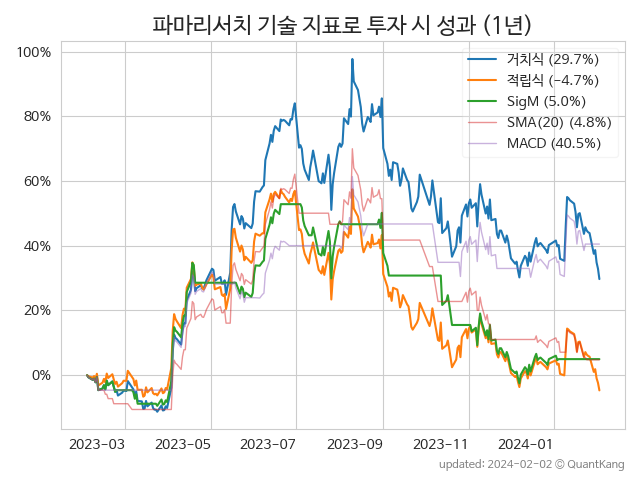 파마리서치 기술 지표로 투자 시 성과 (1년)
100%
80%
60%
40%
20%
0%
거치식 (29.7%)
적립식 (−4.7%)
SigM (5.0%)
SMA(20) (4.8%)
MACD (40.5%)
2023−03
2023−05
2023−07
2023−09
2023−11
2024−01
updated: 2024-02-02 © QuantKang